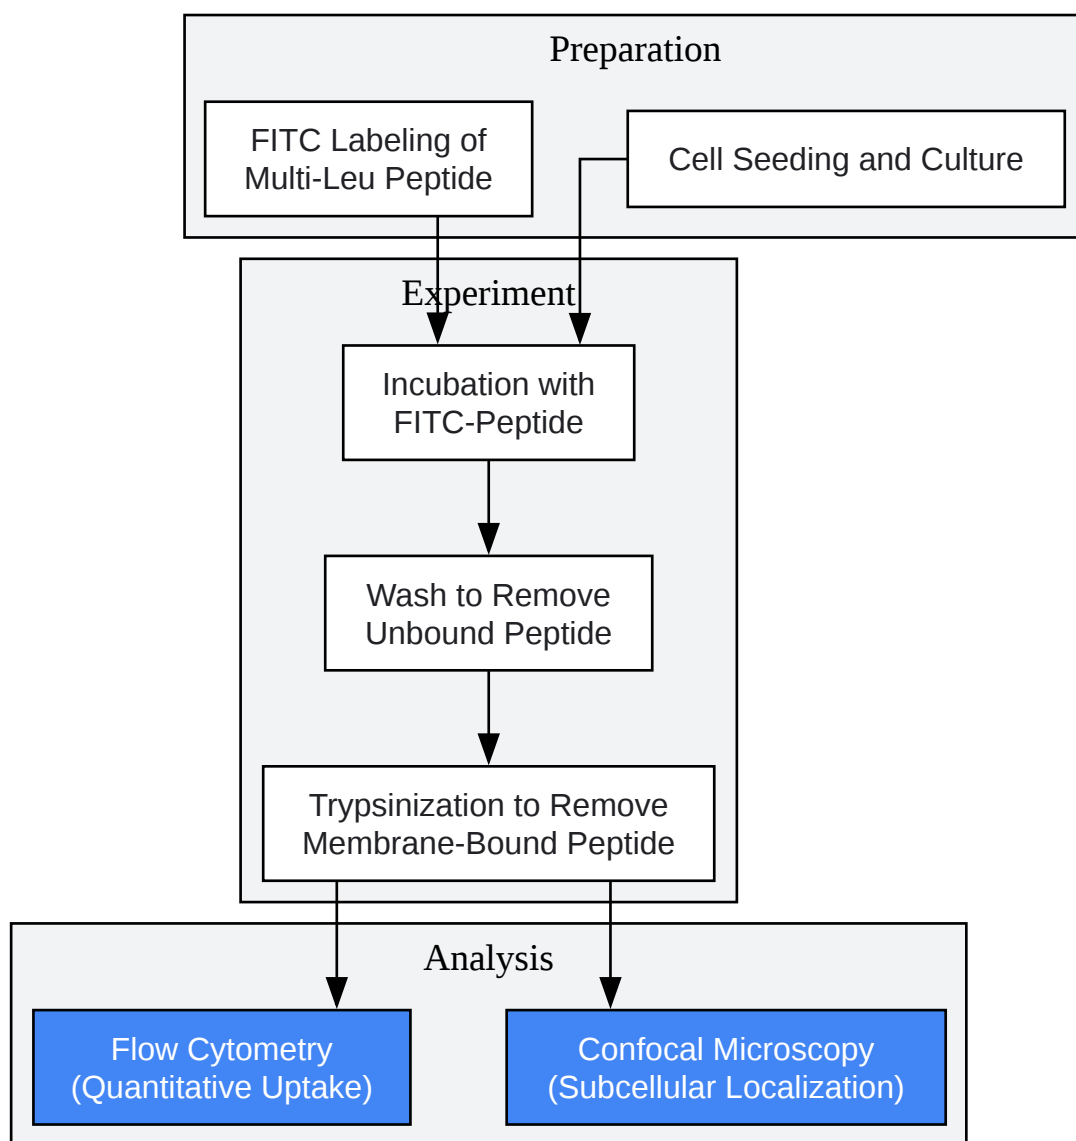 Preparation
FITC Labeling of
Multi-Leu Peptide
Cell Seeding and Culture
Experiment
Incubation with
FITC-Peptide
Wash to Remove
Unbound Peptide
Trypsinization to Remove
Membrane-Bound Peptide
Analysis
Flow Cytometry
(Quantitative Uptake)
Confocal Microscopy
(Subcellular Localization)